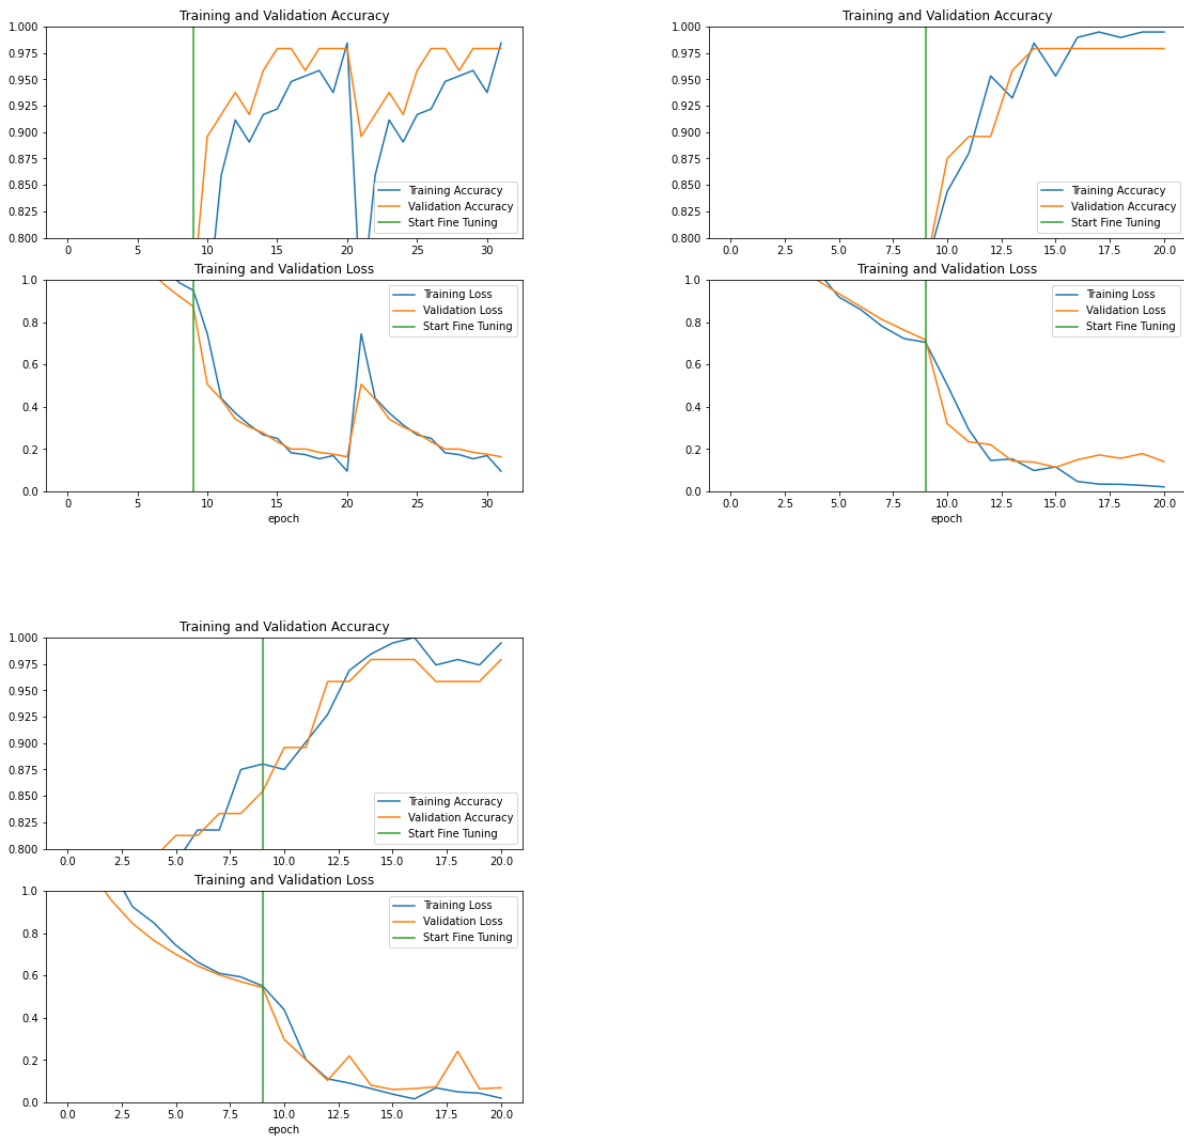 Training and Validation Accuracy
1.000
0.975
0.950
0.925
0.900
0.875
0.850
0.825
0.800
Training Accuracy
Validation Accuracy
Start Fine Tuning
0 5 10 15 20 25 30
Training and Validation Loss
1.0
0.8
0.6
0.4
0.2
0.0
Training Loss
Validation Loss
Start Fine Tuning
0 5 10 15 20 25 30
epoch
Training and Validation Accuracy
1.000
0.975
0.950
0.925
0.900
0.875
0.850
0.825
0.800
Training Accuracy
Validation Accuracy
Start Fine Tuning
0.0 2.5 5.0 7.5 10.0 12.5 15.0 17.5 20.0
Training and Validation Loss
1.0
0.8
0.6
0.4
0.2
0.0
Training Loss
Validation Loss
Start Fine Tuning
0.0 2.5 5.0 7.5 10.0 12.5 15.0 17.5 20.0
epoch
Training and Validation Accuracy
1.000
0.975
0.950
0.925
0.900
0.875
0.850
0.825
0.800
Training Accuracy
Validation Accuracy
Start Fine Tuning
0.0 2.5 5.0 7.5 10.0 12.5 15.0 17.5 20.0
Training and Validation Loss
1.0
0.8
0.6
0.4
0.2
0.0
Training Loss
Validation Loss
Start Fine Tuning
0.0 2.5 5.0 7.5 10.0 12.5 15.0 17.5 20.0
epoch